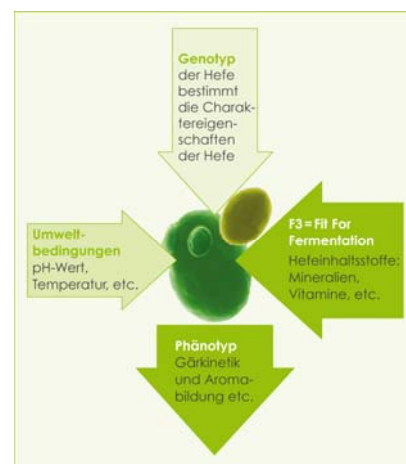 Genotyp
der Hefe
bestimmt
die Charak-
tereigen-
schaften
der Hefe
Umwelt-
bedingungen
pH-Wert,
Temperatur, etc.
F3=Fit For
Fermentation
Hefeinhaltsstoffe:
Mineralien,
Vitamine, etc.
Phänotyp
Gärkinetik
und Aroma-
bildung etc.